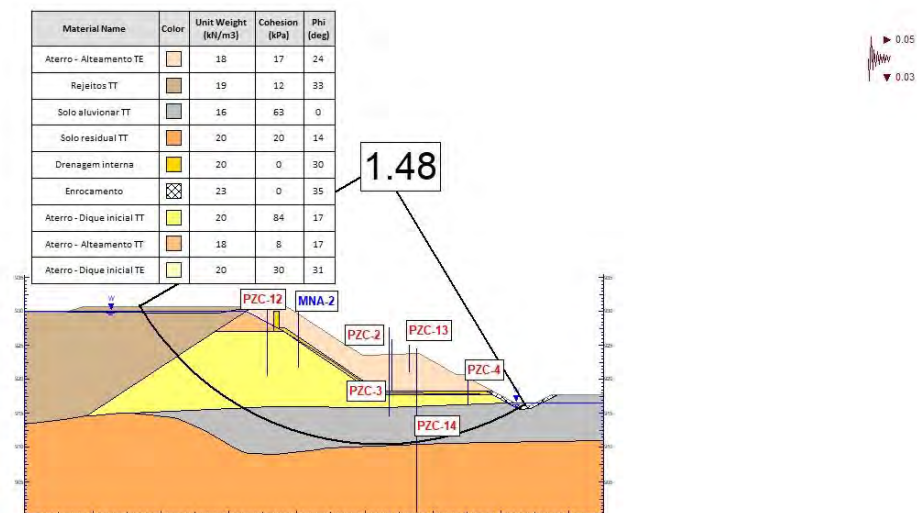 Material Name Color Unit Weight (kN/m3) Cohesion (kPa) Phi (deg)
Aterro - Alteamento TE 18 17 24
Rejeitos TT 19 12 33
Solo aluvionar TT 16 63 0
Solo residual TT 20 20 14
Drenagem interna 20 0 30
Enrocamento 23 0 35
Aterro - Dique inicial TT 20 84 17
Aterro - Alteamento TT 18 8 17
Aterro - Dique inicial TE 20 30 31
0.05
0.03
1.48
W
PZC-12
MNA-2
PZC-2
PZC-13
PZC-3
PZC-4
PZC-14